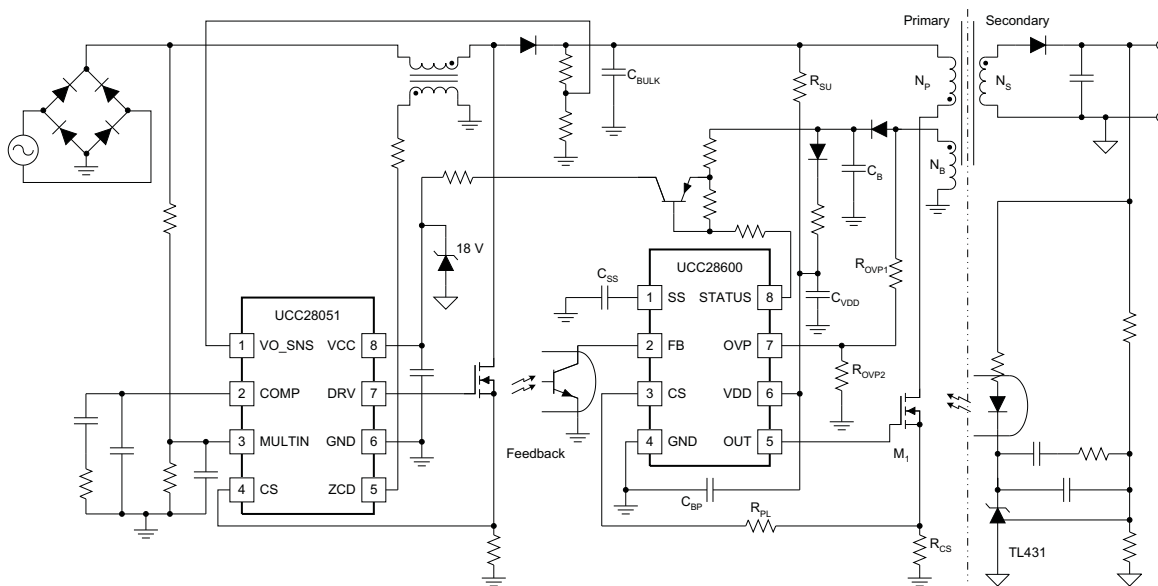 Primary
Secondary
C_BULK
R_SU
N_P
N_S
N_B
C_B
18 V
C_SS
UCC28600
R_OVP1
C_VDD
1 SS STATUS 8
UCC28051
1 VO_SNS VCC 8
2 FB OVP 7
R_OVP2
2 COMP DRV 7
3 CS VDD 6
3 MULTIN GND 6
4 GND OUT 5
Feedback
M_1
4 CS ZCD 5
C_BP
R_PL
R_CS
TL431